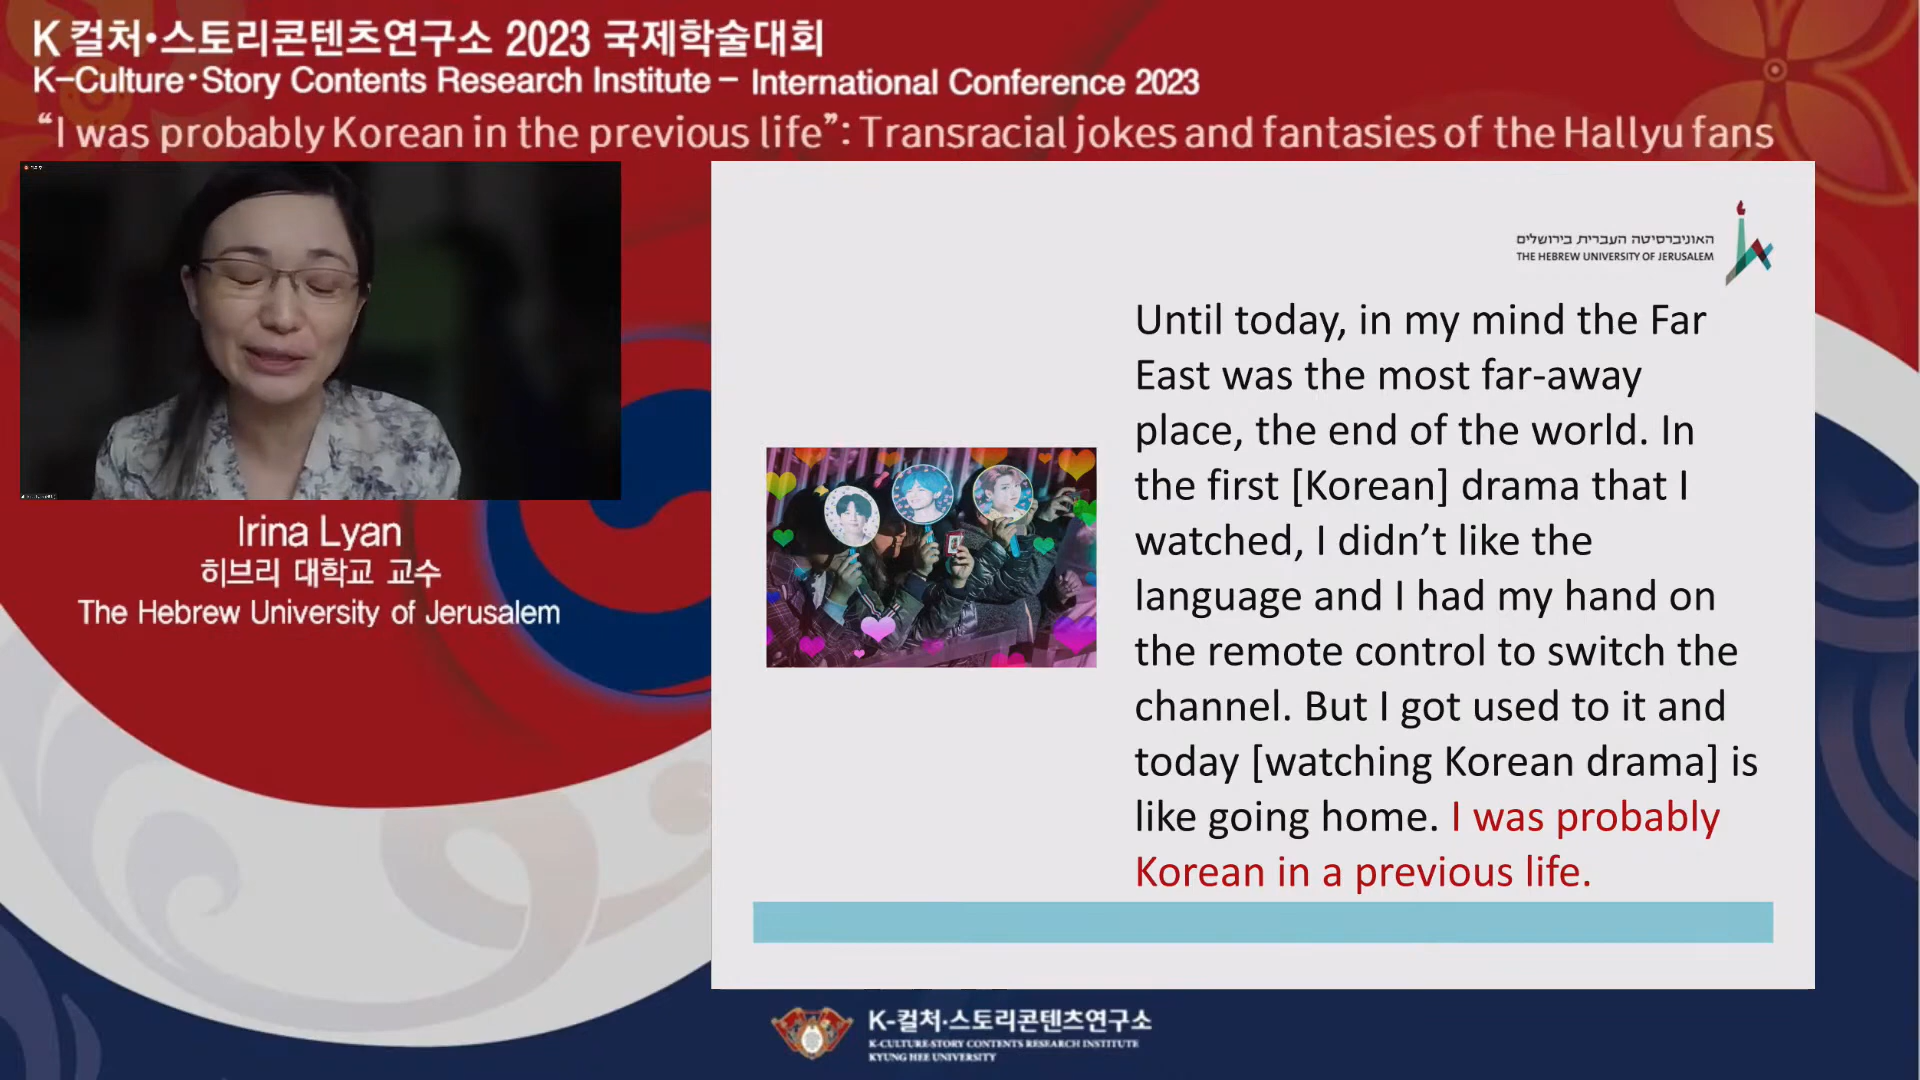 K 컬처•스토리콘텐츠연구소 2023 국제학술대회
K-Culture•Story Contents Research Institute - International Conference 2023
“I was probably Korean in the previous life”: Transracial jokes and fantasies of the Hallyu fans
Irina Lyan
히브리 대학교 교수
The Hebrew University of Jerusalem
האוניברסיטה העברית בירושלים
THE HEBREW UNIVERSITY OF JERUSALEM
Until today, in my mind the Far
East was the most far-away
place, the end of the world. In
the first [Korean] drama that I
watched, I didn’t like the
language and I had my hand on
the remote control to switch the
channel. But I got used to it and
today [watching Korean drama] is
like going home. I was probably
Korean in a previous life.
K-컬처•스토리콘텐츠연구소
K-CULTURE•STORY CONTENTS RESEARCH INSTITUTE
KYUNG HEE UNIVERSITY